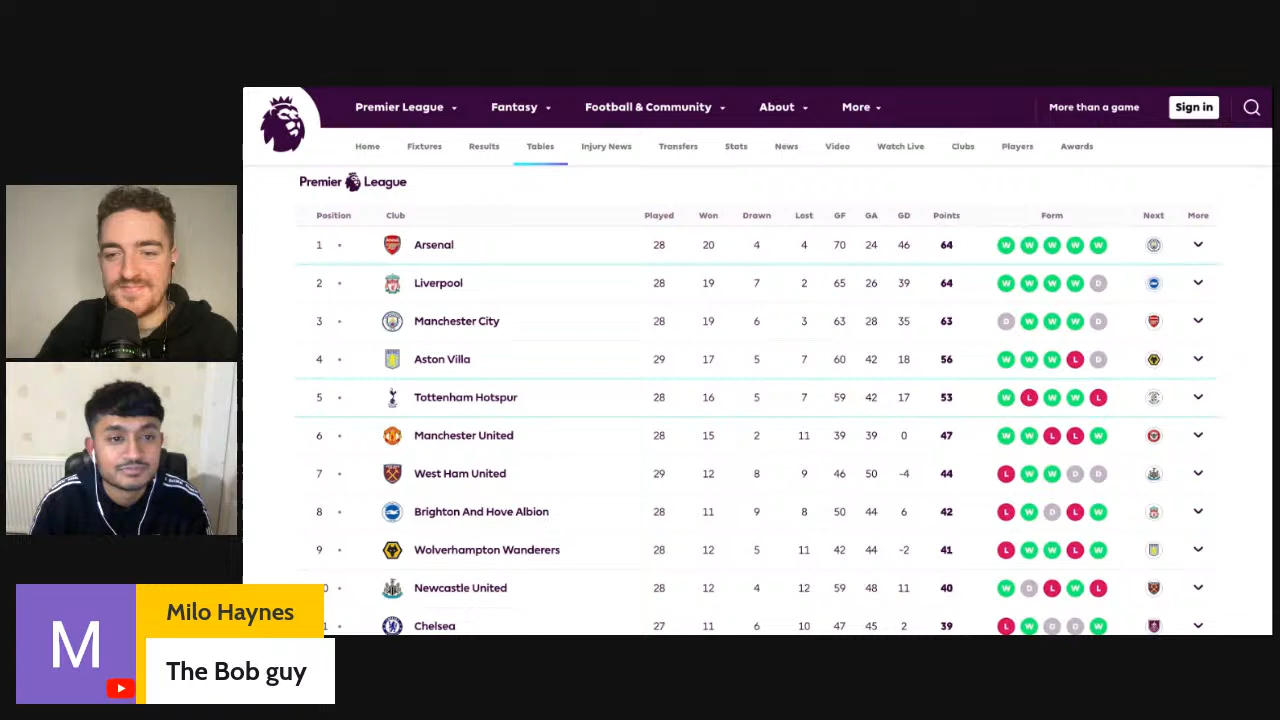 Premier League Fantasy Football & Community About More More than a game Sign in
Home Fixtures Results Tables Injury News Transfers Stats News Video Watch Live Clubs Players Awards
Premier League
Position Club Played Won Drawn Lost GF GA GD Points Form Next More
1 Arsenal 28 20 4 4 70 24 46 64 W W W W W
2 Liverpool 28 19 7 2 65 26 39 64 W W W W D
3 Manchester City 28 19 6 3 63 28 35 63 D W W W D
4 Aston Villa 29 17 5 7 60 42 18 56 W W W L D
5 Tottenham Hotspur 28 16 5 7 59 42 17 53 W L W W L
6 Manchester United 28 15 2 11 39 39 0 47 W W L L W
7 West Ham United 29 12 8 9 46 50 -4 44 L W W D D
8 Brighton And Hove Albion 28 11 9 8 50 44 6 42 L W D L W
9 Wolverhampton Wanderers 28 12 5 11 42 44 -2 41 L W W L W
0 Newcastle United 28 12 4 12 59 48 11 40 W D L W L
1 Chelsea 27 11 6 10 47 45 2 39 L W D D W
M
Milo Haynes
The Bob guy